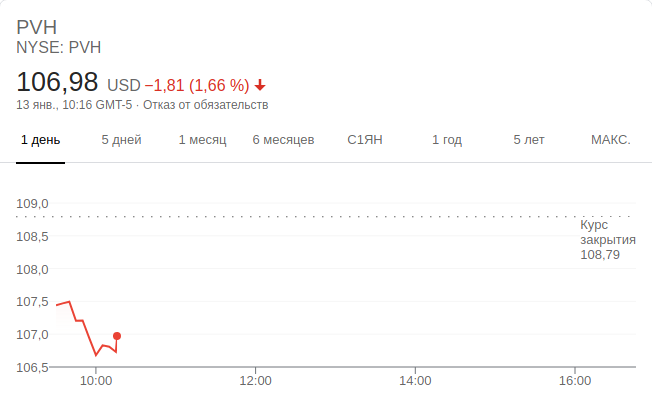 PVH
NYSE: PVH
106,98 USD −1,81 (1,66 %)
13 янв., 10:16 GMT-5 · Отказ от обязательств
1 день 5 дней 1 месяц 6 месяцев С1ЯН 1 год 5 лет МАКС.
109,0
Курс
108,5
закрытия
108,79
108,0
107,5
107,0
106,5
10:00 12:00 14:00 16:00